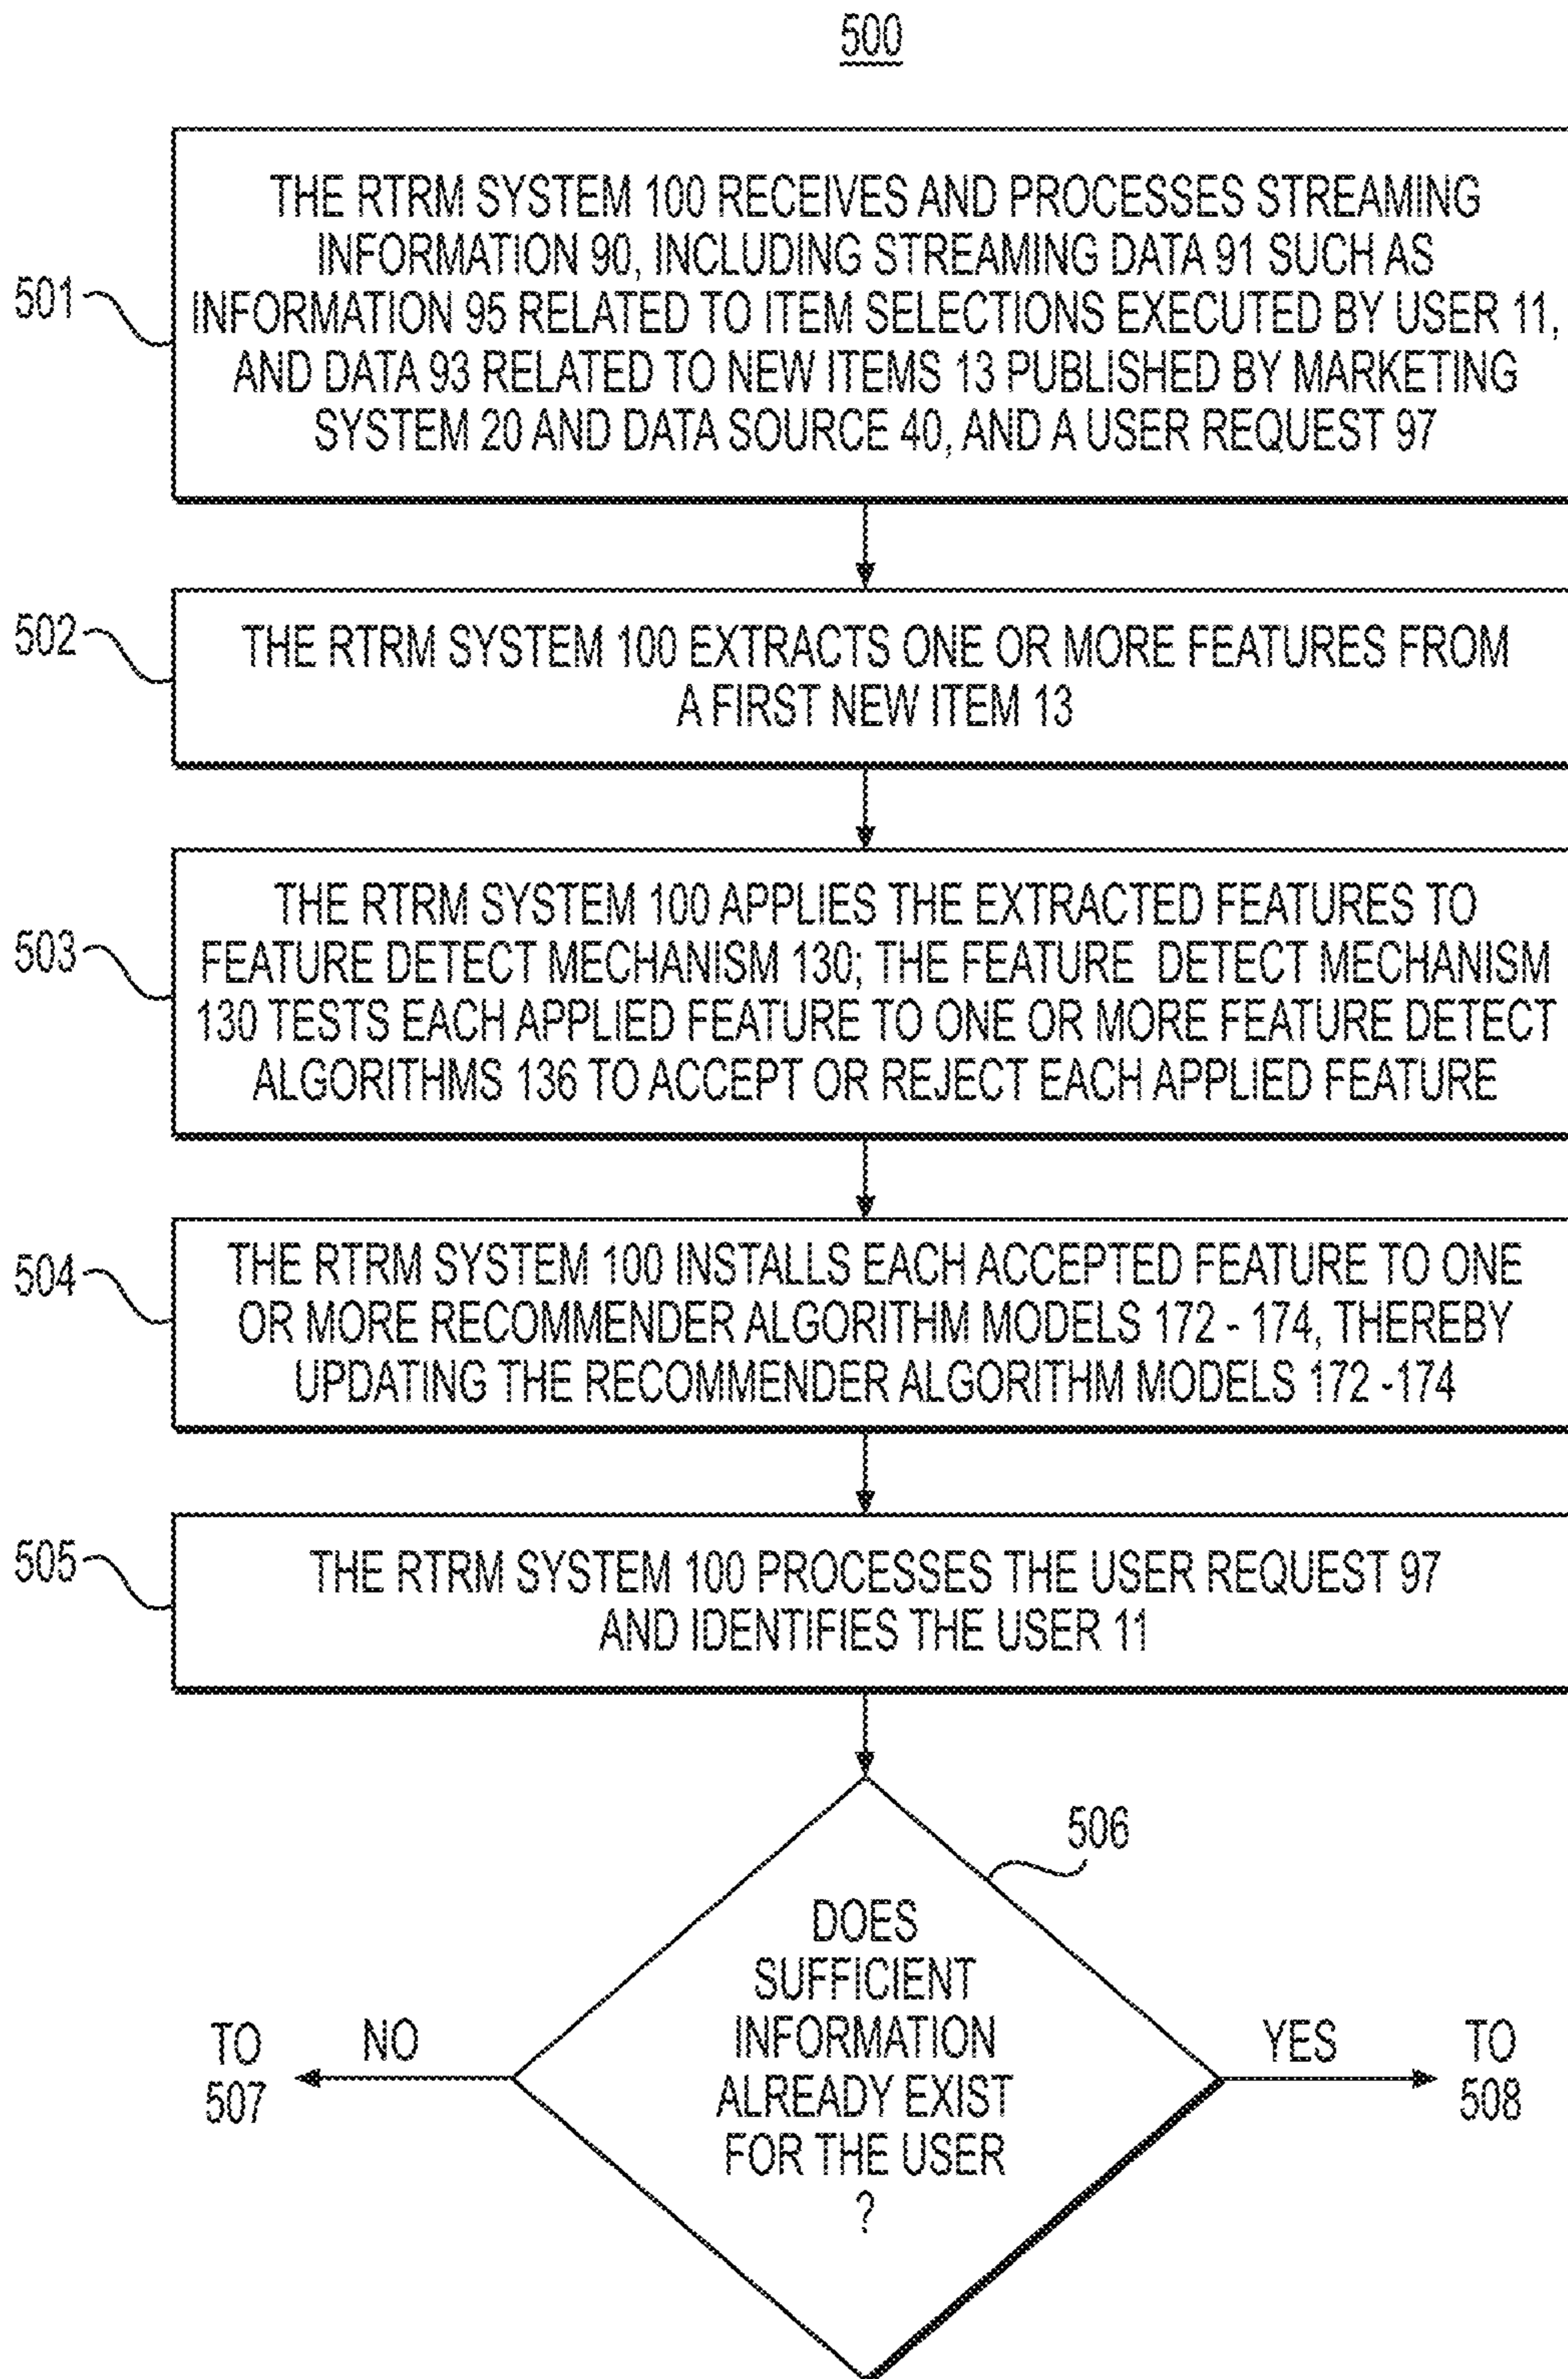 500
THE RTRM SYSTEM 100 RECEIVES AND PROCESSES STREAMING
INFORMATION 90, INCLUDING STREAMING DATA 91 SUCH AS
INFORMATION 95 RELATED TO ITEM SELECTIONS EXECUTED BY USER 11,
AND DATA 93 RELATED TO NEW ITEMS 13 PUBLISHED BY MARKETING
SYSTEM 20 AND DATA SOURCE 40, AND A USER REQUEST 97
501
THE RTRM SYSTEM 100 EXTRACTS ONE OR MORE FEATURES FROM
A FIRST NEW ITEM 13
502
THE RTRM SYSTEM 100 APPLIES THE EXTRACTED FEATURES TO
FEATURE DETECT MECHANISM 130; THE FEATURE DETECT MECHANISM
130 TESTS EACH APPLIED FEATURE TO ONE OR MORE FEATURE DETECT
ALGORITHMS 136 TO ACCEPT OR REJECT EACH APPLIED FEATURE
503
THE RTRM SYSTEM 100 INSTALLS EACH ACCEPTED FEATURE TO ONE
OR MORE RECOMMENDER ALGORITHM MODELS 172 - 174, THEREBY
UPDATING THE RECOMMENDER ALGORITHM MODELS 172 -174
504
THE RTRM SYSTEM 100 PROCESSES THE USER REQUEST 97
AND IDENTIFIES THE USER 11
505
506
DOES
SUFFICIENT
INFORMATION
ALREADY EXIST
FOR THE USER
?
NO
TO
507
YES
TO
508